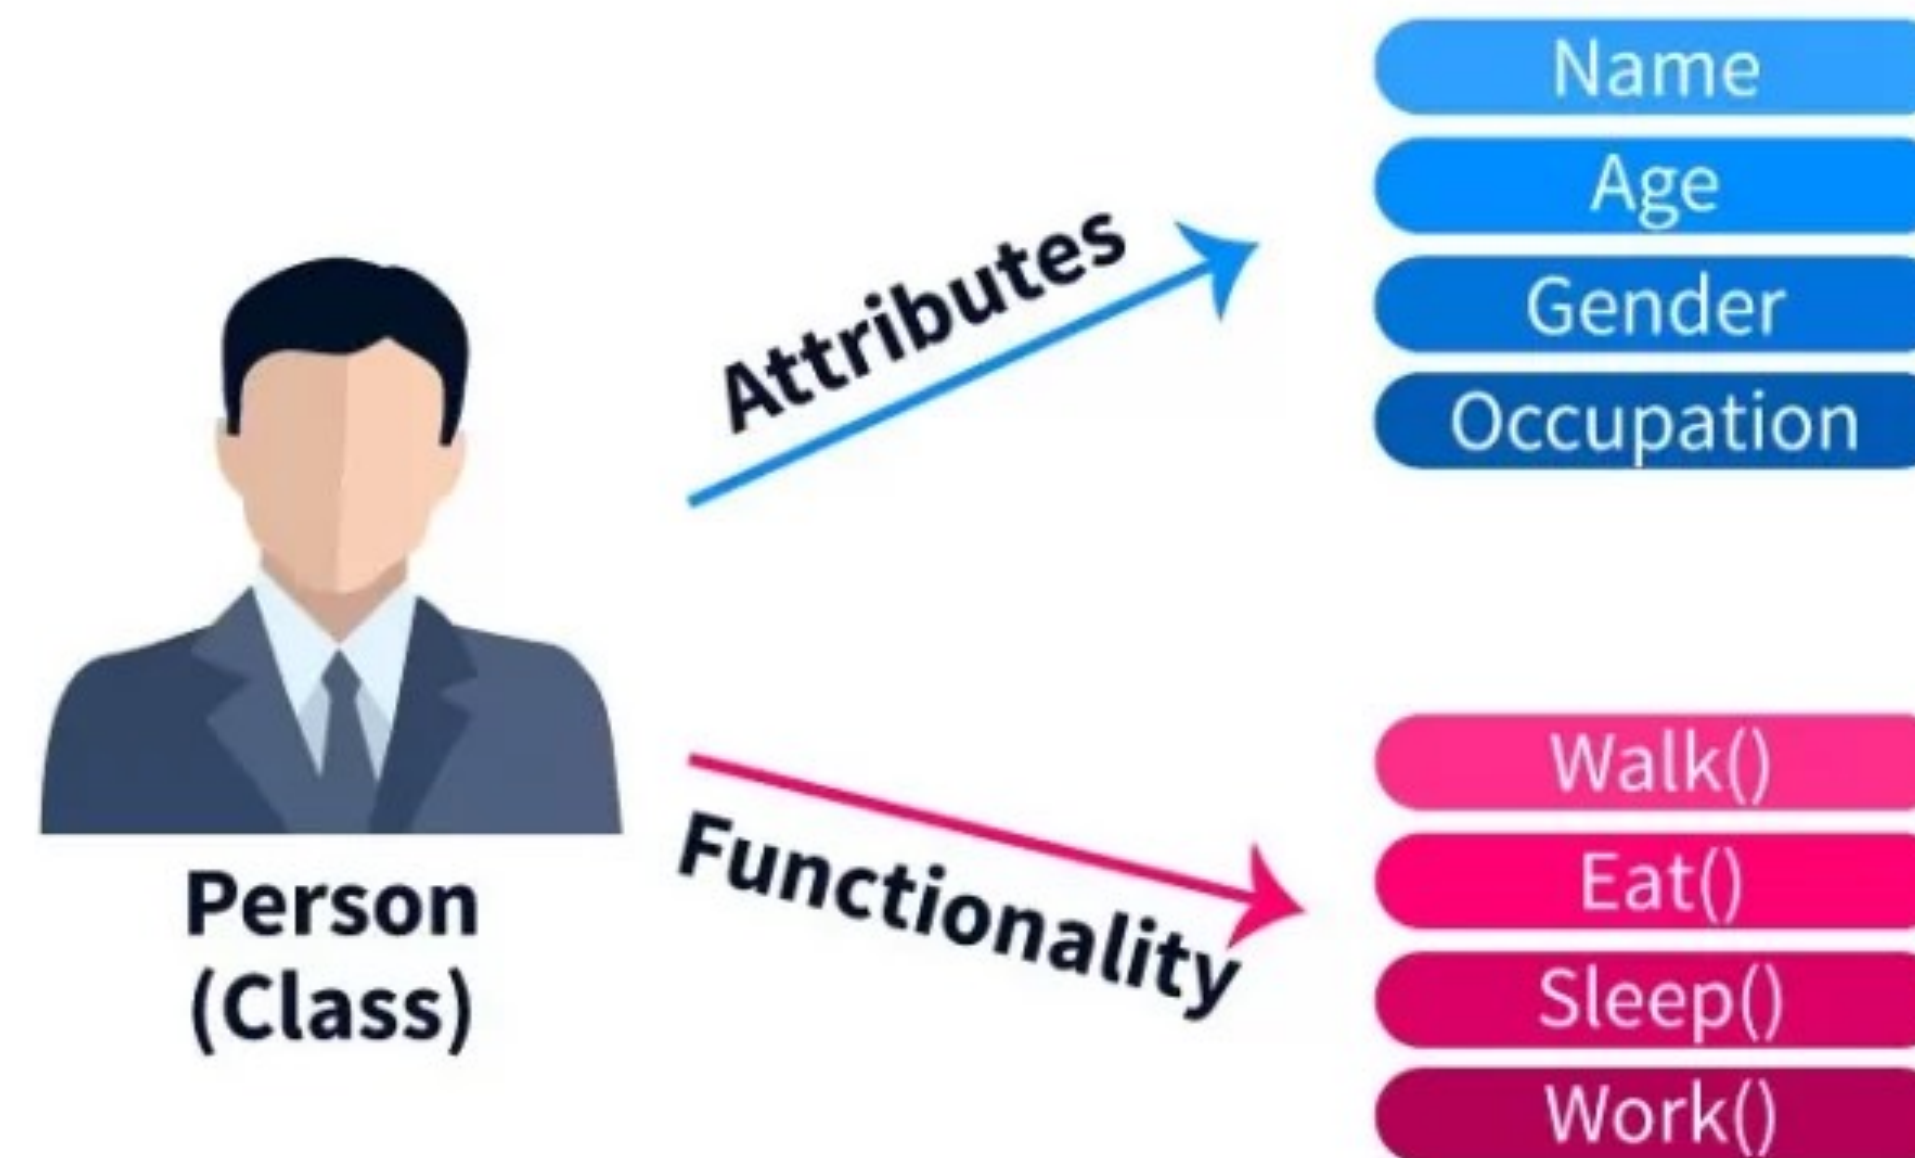 Name
Age
Gender
Occupation
Attributes
Person
(Class)
Functionality
Walk()
Eat()
Sleep()
Work()